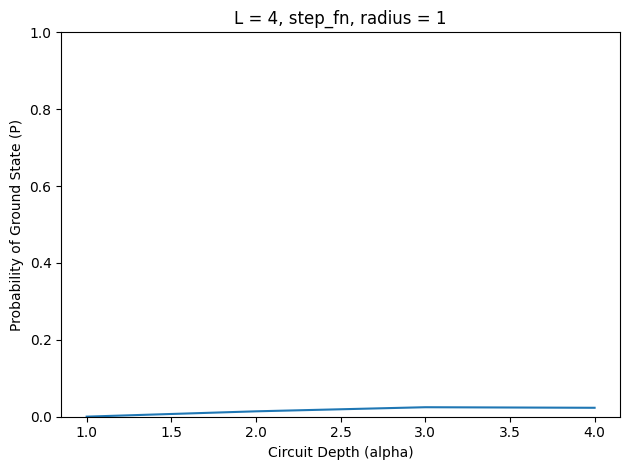 L = 4, step_fn, radius = 1
1.0
0.8
0.6
0.4
0.2
0.0
Probability of Ground State (P)
1.0 1.5 2.0 2.5 3.0 3.5 4.0
Circuit Depth (alpha)